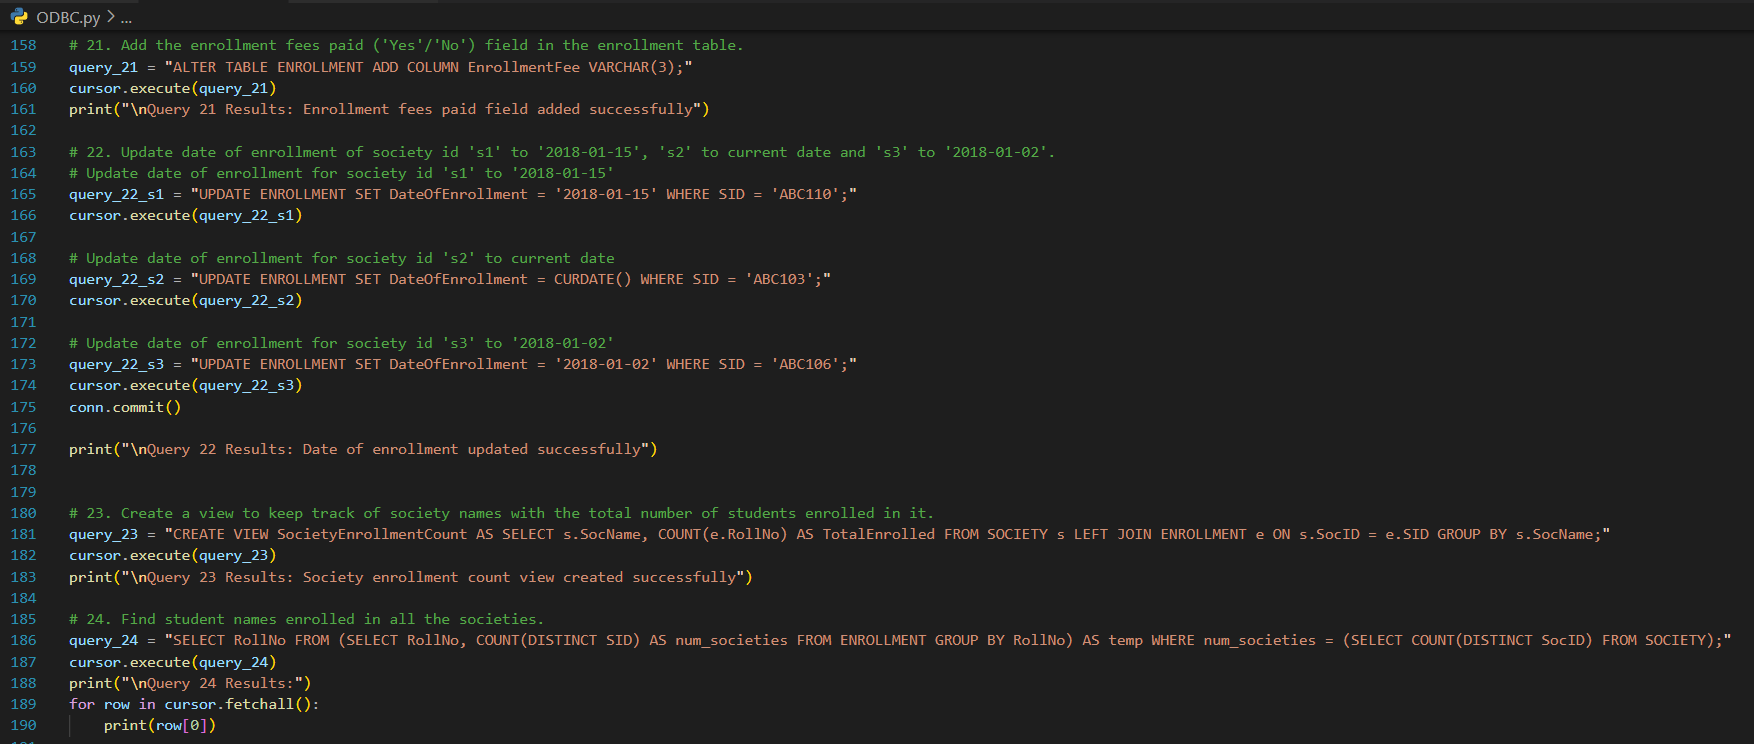 ODBC.py > ...
158 # 21. Add the enrollment fees paid ('Yes'/'No') field in the enrollment table.
159 query_21 = "ALTER TABLE ENROLLMENT ADD COLUMN EnrollmentFee VARCHAR(3);"
160 cursor.execute(query_21)
161 print("\nQuery 21 Results: Enrollment fees paid field added successfully")
162
163 # 22. Update date of enrollment of society id 's1' to '2018-01-15', 's2' to current date and 's3' to '2018-01-02'.
164 # Update date of enrollment for society id 's1' to '2018-01-15'
165 query_22_s1 = "UPDATE ENROLLMENT SET DateOfEnrollment = '2018-01-15' WHERE SID = 'ABC110';"
166 cursor.execute(query_22_s1)
167
168 # Update date of enrollment for society id 's2' to current date
169 query_22_s2 = "UPDATE ENROLLMENT SET DateOfEnrollment = CURDATE() WHERE SID = 'ABC103';"
170 cursor.execute(query_22_s2)
171
172 # Update date of enrollment for society id 's3' to '2018-01-02'
173 query_22_s3 = "UPDATE ENROLLMENT SET DateOfEnrollment = '2018-01-02' WHERE SID = 'ABC106';"
174 cursor.execute(query_22_s3)
175 conn.commit()
176
177 print("\nQuery 22 Results: Date of enrollment updated successfully")
178
179
180 # 23. Create a view to keep track of society names with the total number of students enrolled in it.
181 query_23 = "CREATE VIEW SocietyEnrollmentCount AS SELECT s.SocName, COUNT(e.RollNo) AS TotalEnrolled FROM SOCIETY s LEFT JOIN ENROLLMENT e ON s.SocID = e.SID GROUP BY s.SocName;"
182 cursor.execute(query_23)
183 print("\nQuery 23 Results: Society enrollment count view created successfully")
184
185 # 24. Find student names enrolled in all the societies.
186 query_24 = "SELECT RollNo FROM (SELECT RollNo, COUNT(DISTINCT SID) AS num_societies FROM ENROLLMENT GROUP BY RollNo) AS temp WHERE num_societies = (SELECT COUNT(DISTINCT SocID) FROM SOCIETY);"
187 cursor.execute(query_24)
188 print("\nQuery 24 Results:")
189 for row in cursor.fetchall():
190 print(row[0])